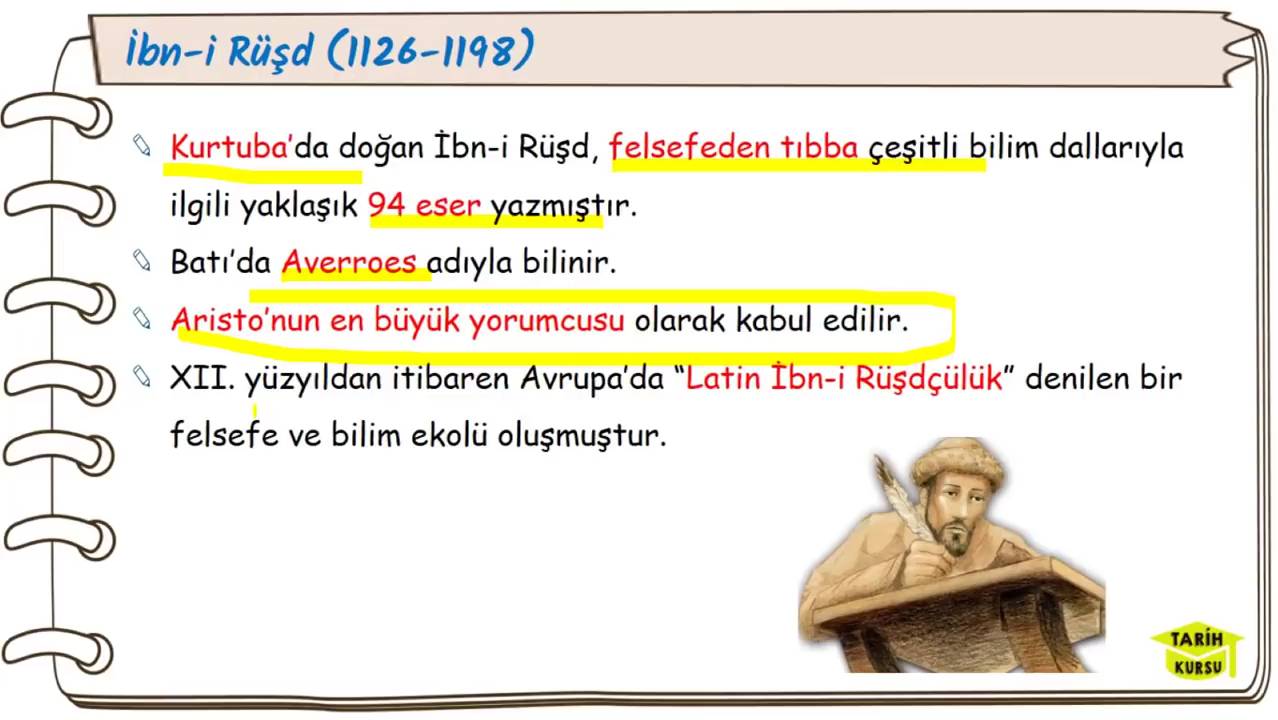 İbn-i Rüşd (1126-1198)
Kurtuba'da doğan İbn-i Rüşd, felsefeden tıbba çeşitli bilim dallarıyla
ilgili yaklaşık 94 eser yazmıştır.
Batı'da Averroes adıyla bilinir.
Aristo'nun en büyük yorumcusu olarak kabul edilir.
XII. yüzyıldan itibaren Avrupa'da “Latin İbn-i Rüşdçülük” denilen bir
felsefe ve bilim ekolü oluşmuştur.
TARİH
KURSU